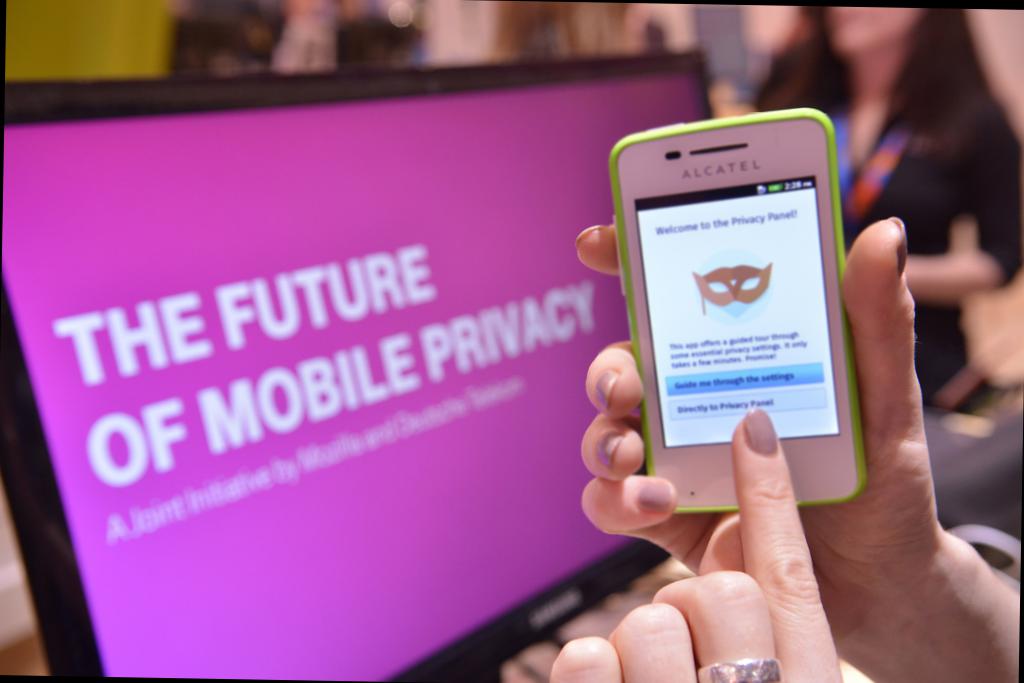 THE FUTURE
OF MOBILE PRIVACY
A Joint Initiative by Mozilla and Deutsche Telekom
ALCATEL
2:28 PM
Welcome to the Privacy Panel!
This app offers a guided tour through
some essential privacy settings. It only
takes a few minutes. Promise!
Guide me through the settings
Directly to Privacy Panel